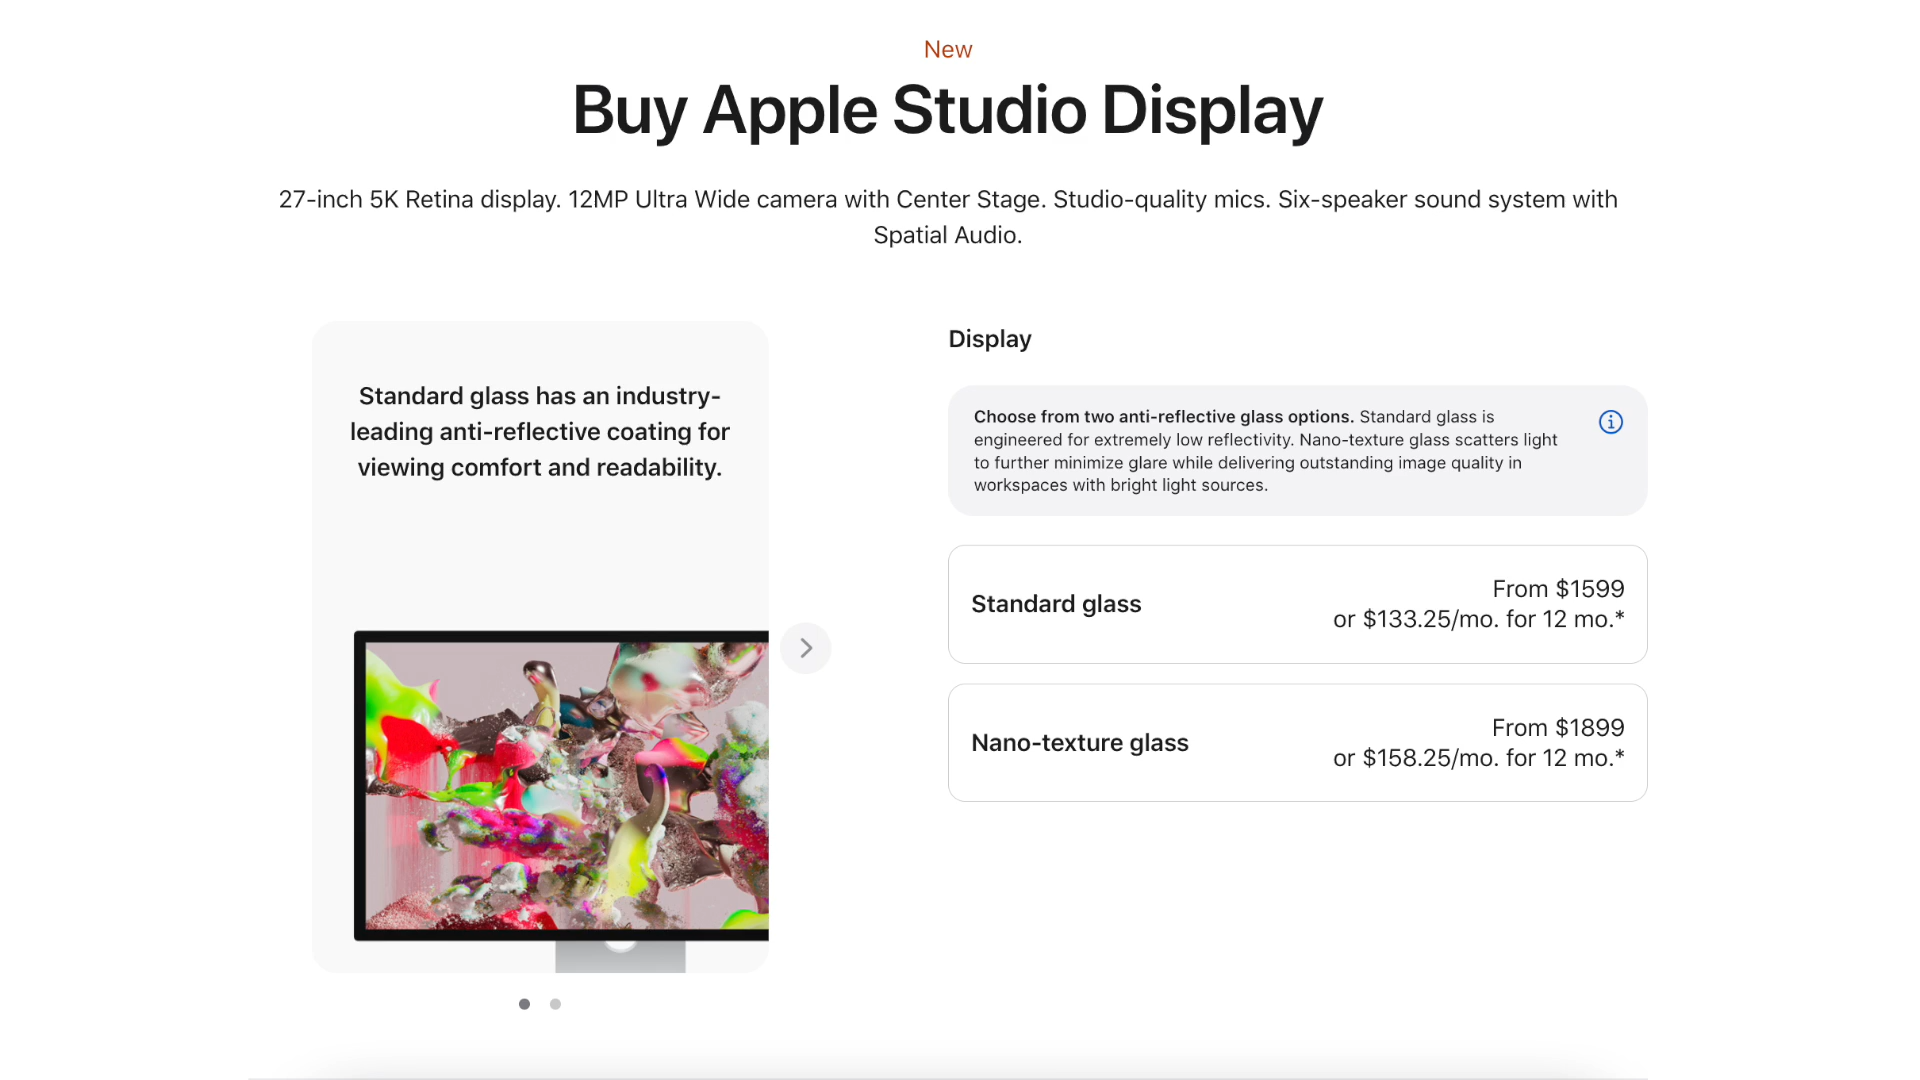 New
Buy Apple Studio Display
27-inch 5K Retina display. 12MP Ultra Wide camera with Center Stage. Studio-quality mics. Six-speaker sound system with
Spatial Audio.
Standard glass has an industry-
leading anti-reflective coating for
viewing comfort and readability.
Display
Choose from two anti-reflective glass options. Standard glass is
engineered for extremely low reflectivity. Nano-texture glass scatters light
to further minimize glare while delivering outstanding image quality in
workspaces with bright light sources.
Standard glass
From $1599
or $133.25/mo. for 12 mo.*
Nano-texture glass
From $1899
or $158.25/mo. for 12 mo.*